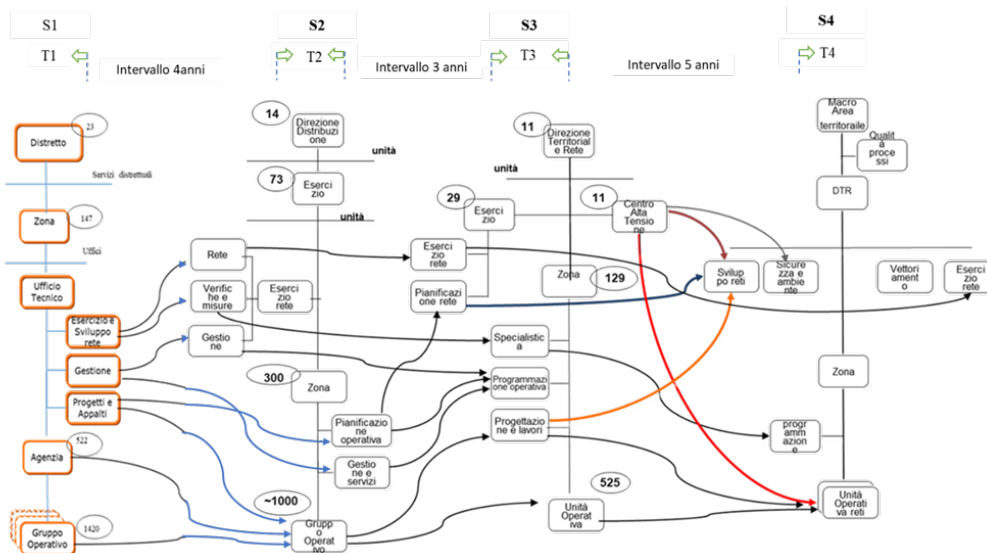 S1
S2
S3
S4
T1
T2
T3
T4
Intervallo 4anni
Intervallo 3 anni
Intervallo 5 anni
23
Distretto
Servizi distrettuali
147
Zona
Uffici
Ufficio
Tecnico
Esercizio e
Sviluppo
rete
Gestione
Progetti e
Appalti
522
Agenzia
1420
Gruppo
Operativo
Rete
Verific
he e
misure
Gestio
ne
Eserci
zio
rete
14
Direzione
Distribuzi
one
unità
73
Eserci
zio
unità
300
Zona
Pianificazio
ne
operativa
Gestio
ne e
servizi
~1000
Grupp
o Operat
ivo
Eserci
zio
rete
Pianificazi
one rete
29
Eserci
zio
11
Direzione
Territorial
e Rete
unità
11
Centro
Alta
Tensio
ne
Zona
129
Specialisti
ca
Programmazi
one operativa
Progettazio
ne e lavori
525
Unità
Operat
iva
Macro
Area
territoraile
Qualit
à
proce
ssi
DTR
Svilup
po reti
Sicure
zza e
ambie
nte
Vettori
ament
o
Eserci
zio
rete
Zona
progr
ammaz
ione
Unità
Operati
va reti